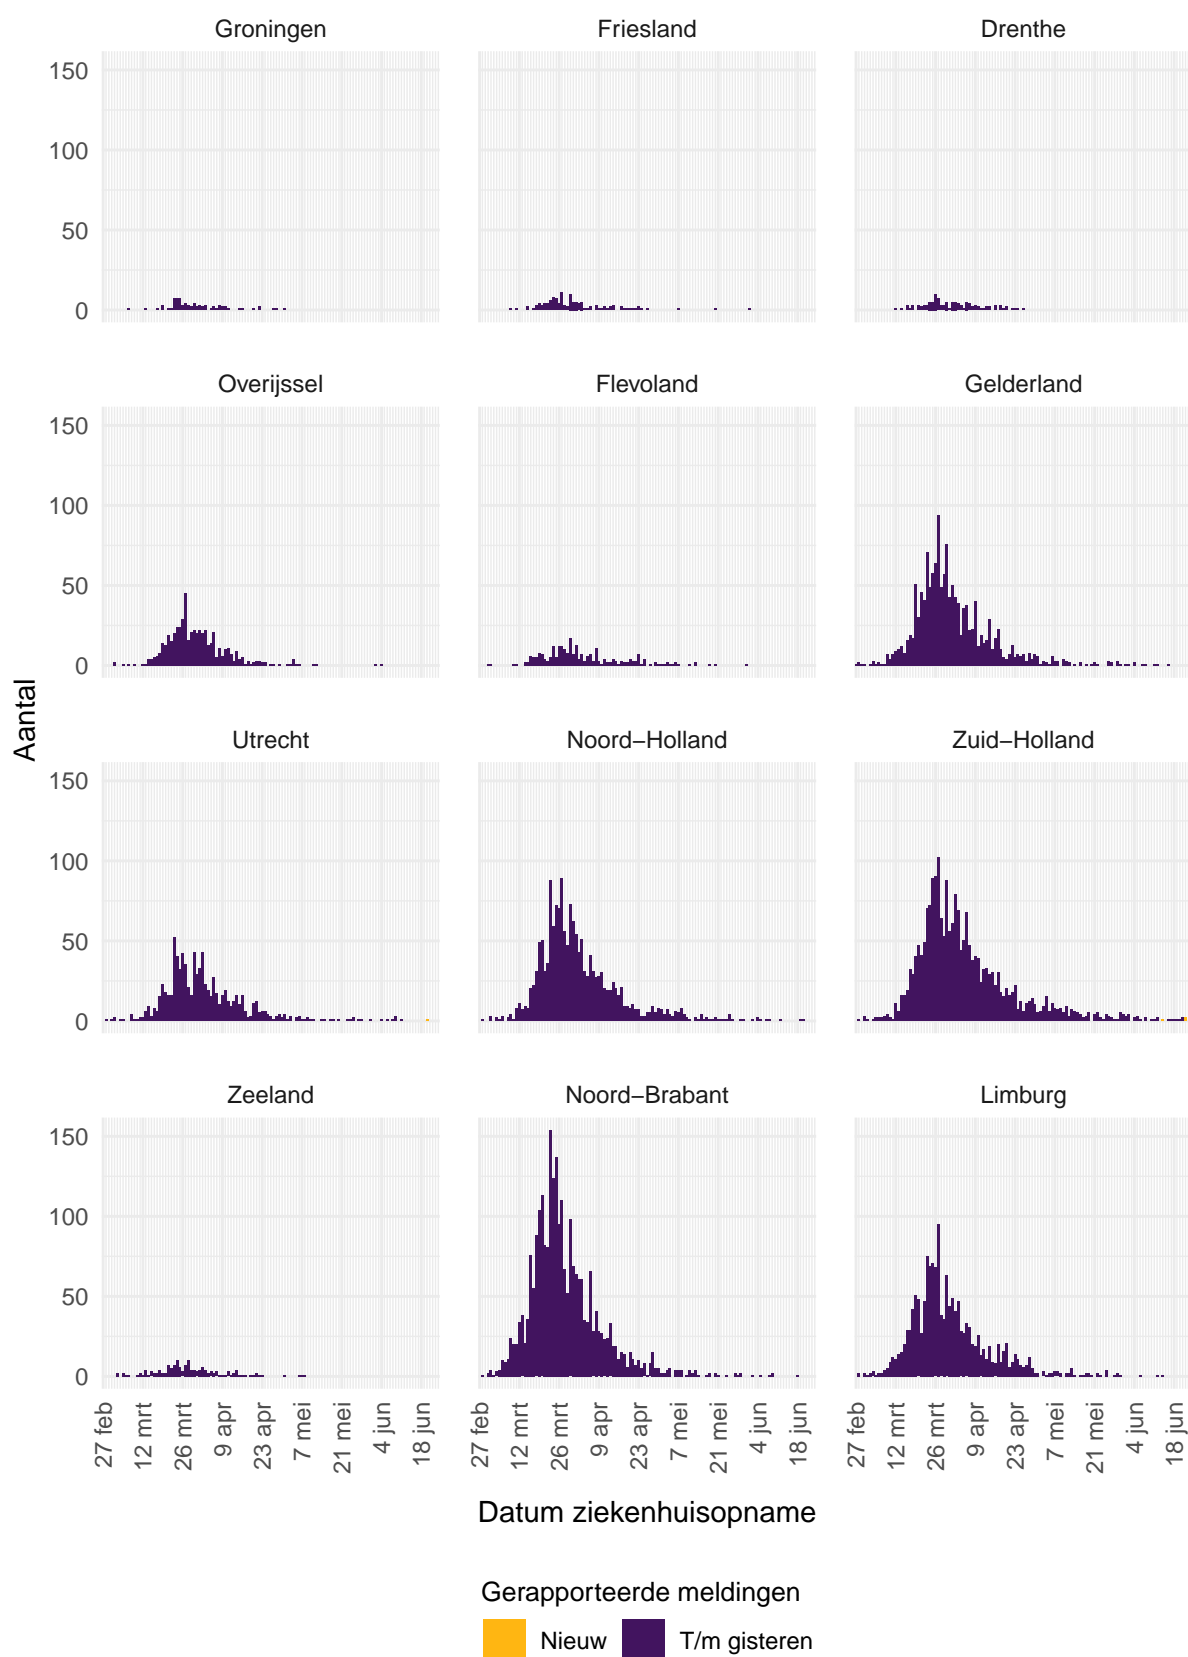 Groningen Friesland Drenthe
150
100
50
0
Overijssel Flevoland Gelderland
150
100
50
0
Aantal
Utrecht Noord−Holland Zuid−Holland
150
100
50
0
Zeeland Noord−Brabant Limburg
150
100
50
0
27 feb 12 mrt 26 mrt 9 apr 23 apr 7 mei 21 mei 4 jun 18 jun 27 feb 12 mrt 26 mrt 9 apr 23 apr 7 mei 21 mei 4 jun 18 jun 27 feb 12 mrt 26 mrt 9 apr 23 apr 7 mei 21 mei 4 jun 18 jun
Datum ziekenhuisopname
Gerapporteerde meldingen
Nieuw T/m gisteren